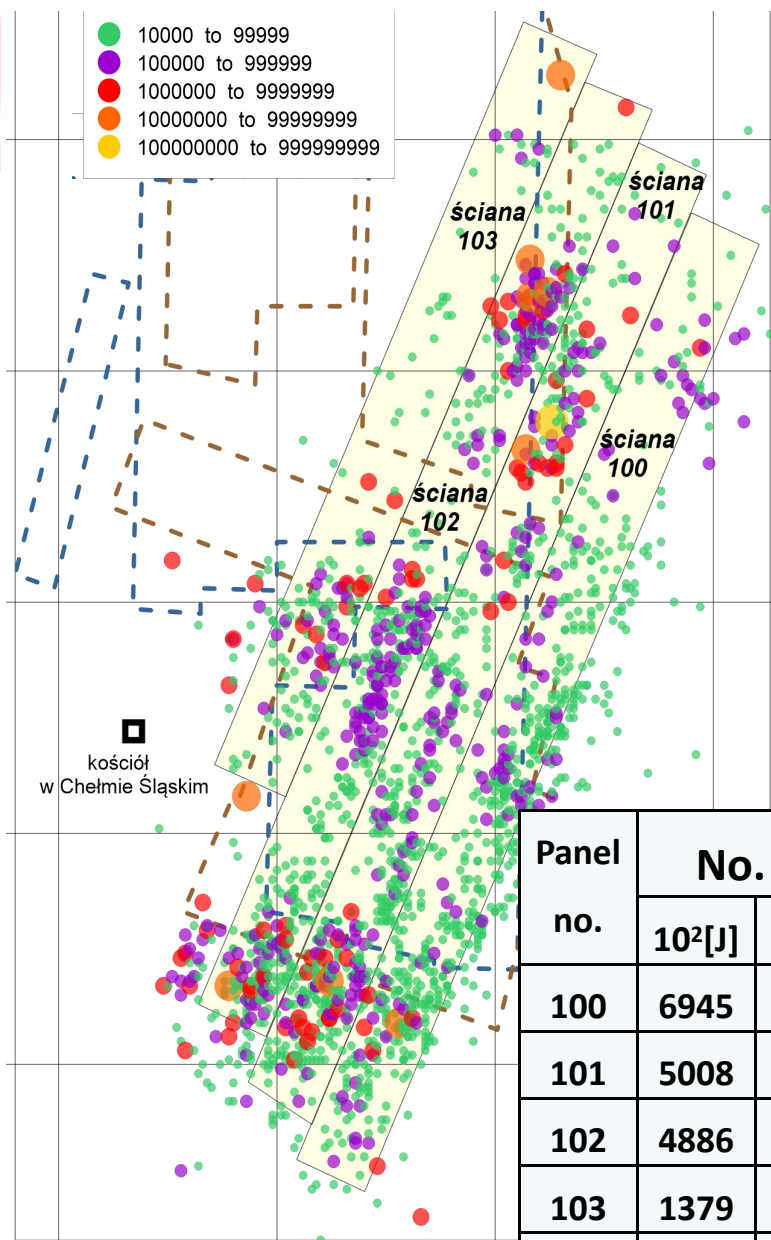 10000 to 99999
100000 to 999999
1000000 to 9999999
10000000 to 99999999
100000000 to 999999999
ściana
101
ściana
103
ściana
100
ściana
102
kościół
w Chełmie Śląskim
Panel
no.
No.
10²[J]
100 6945
101 5008
102 4886
103 1379